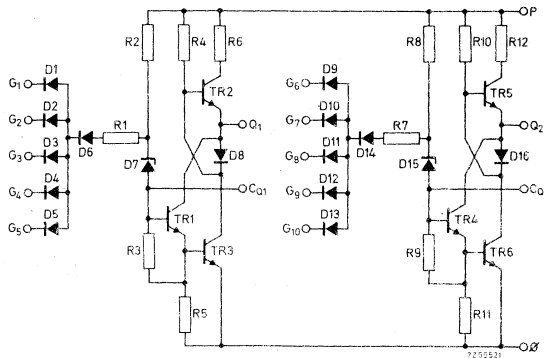 P
R2 R4 R6 R8 R10 R12
G1 D1 G6 D9
TR2 TR5
G2 D2 Q1 G7 D10 Q2
R1 R7
G3 D3 D6 D7 D8 G8 D11 D14 D15 D16
G4 D4 CQ1 G9 D12 CQ
TR1 TR4
G5 D5 G10 D13
R3 TR3 R9 TR6
R5 R11
Ø
7Z56521